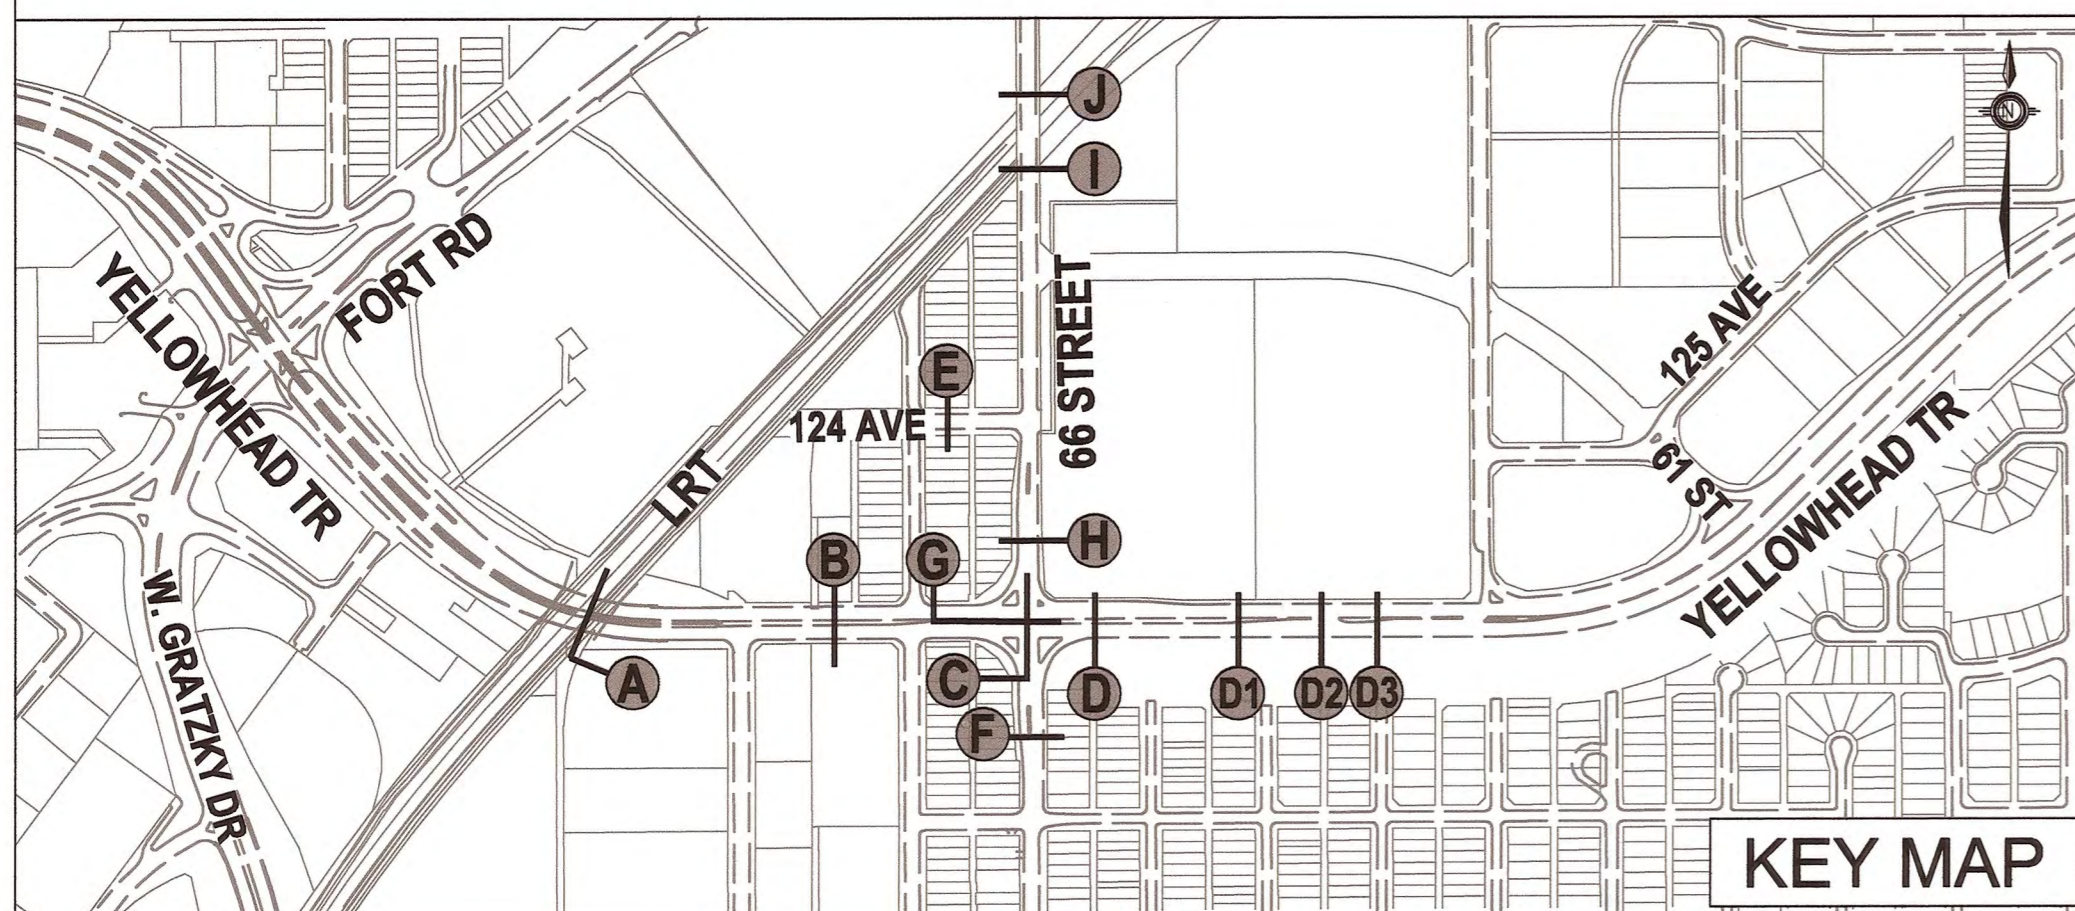 J
N
I
FORT RD
YELLOWHEAD TR
66 STREET
125 AVE
E
124 AVE
LRT
61 ST
YELLOWHEAD TR
B
G
H
W. GRATZKY DR
A
C
D
D1
D2
D3
F
KEY MAP